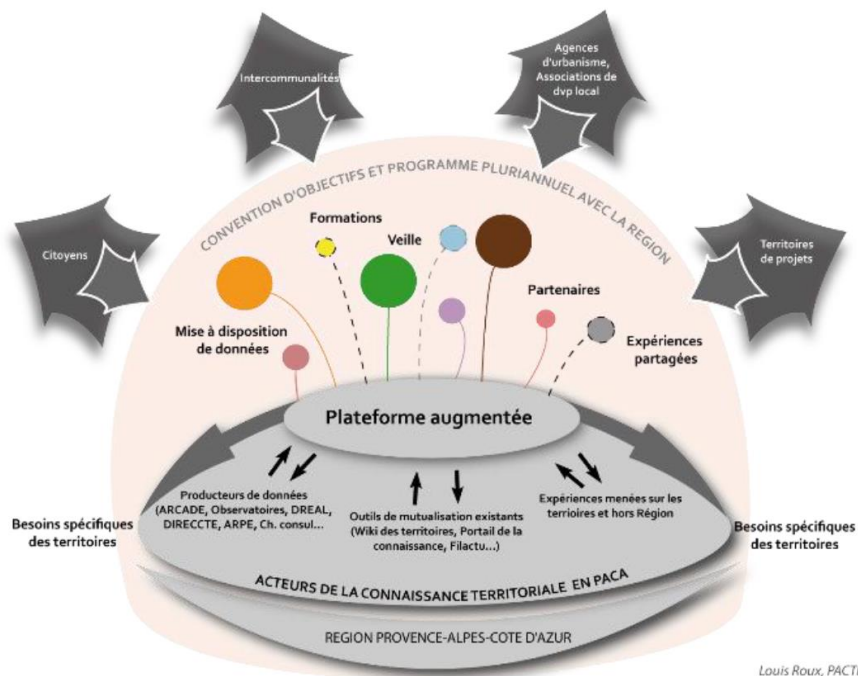 Intercommunalités
Agences
d'urbanisme,
Associations de
dvp local
CONVENTION D'OBJECTIFS ET PROGRAMME PLURIANNUEL AVEC LA REGION
Citoyens
Territoires
de projets
Formations
Veille
Partenaires
Mise à disposition
de données
Expériences
partagées
Plateforme augmentée
Producteurs de données
(ARCADE, Observatoires, DREAL,
DIRECCTE, ARPE, Ch. consul...
Outils de mutualisation existants
(Wiki des territoires, Portail de la
connaissance, Filactu...)
Expériences menées sur les
terrioires et hors Région
Besoins spécifiques
des territoires
Besoins spécifiques
des territoires
ACTEURS DE LA CONNAISSANCE TERRITORIALE EN PACA
REGION PROVENCE-ALPES-COTE D'AZUR
Louis Roux, PACTE